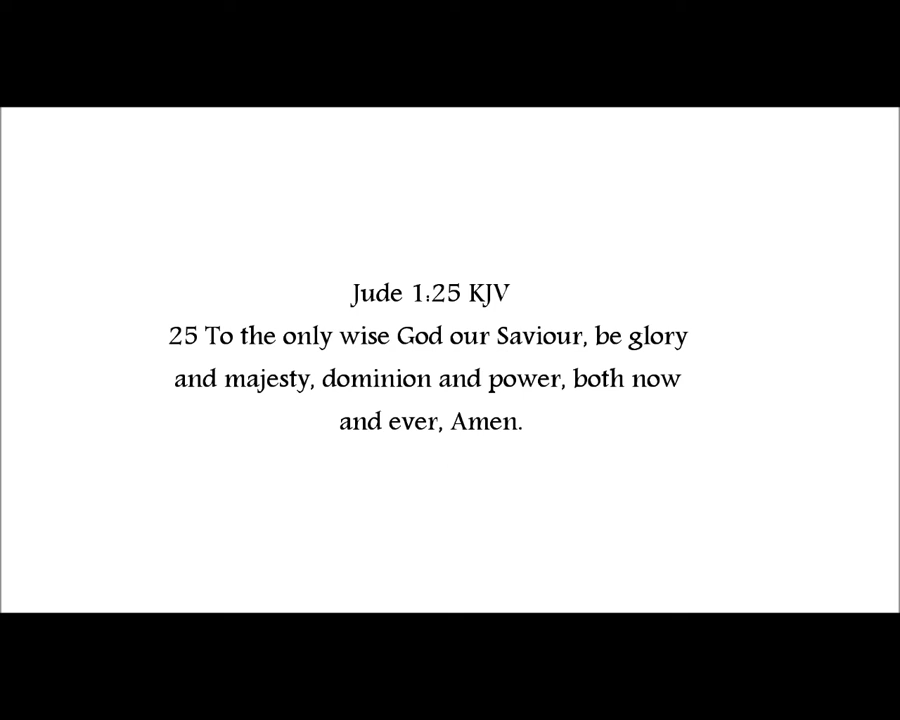 Jude 1:25 KJV
25 To the only wise God our Saviour, be glory
and majesty, dominion and power, both now
and ever, Amen.